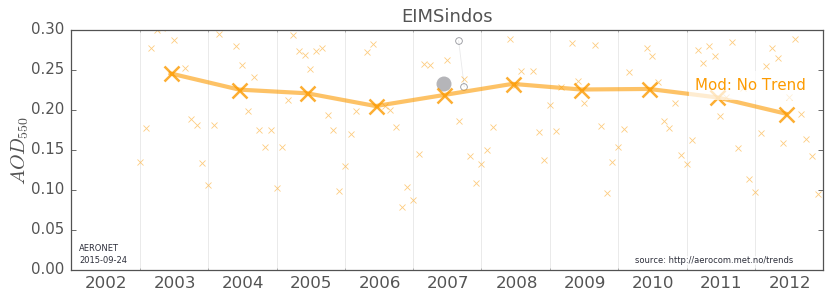 EIMSindos
0.30
0.25
0.20
0.15
0.10
0.05
0.00
AOD550
Mod: No Trend
AERONET
2015-09-24
source: http://aerocom.met.no/trends
2002 2003 2004 2005 2006 2007 2008 2009 2010 2011 2012